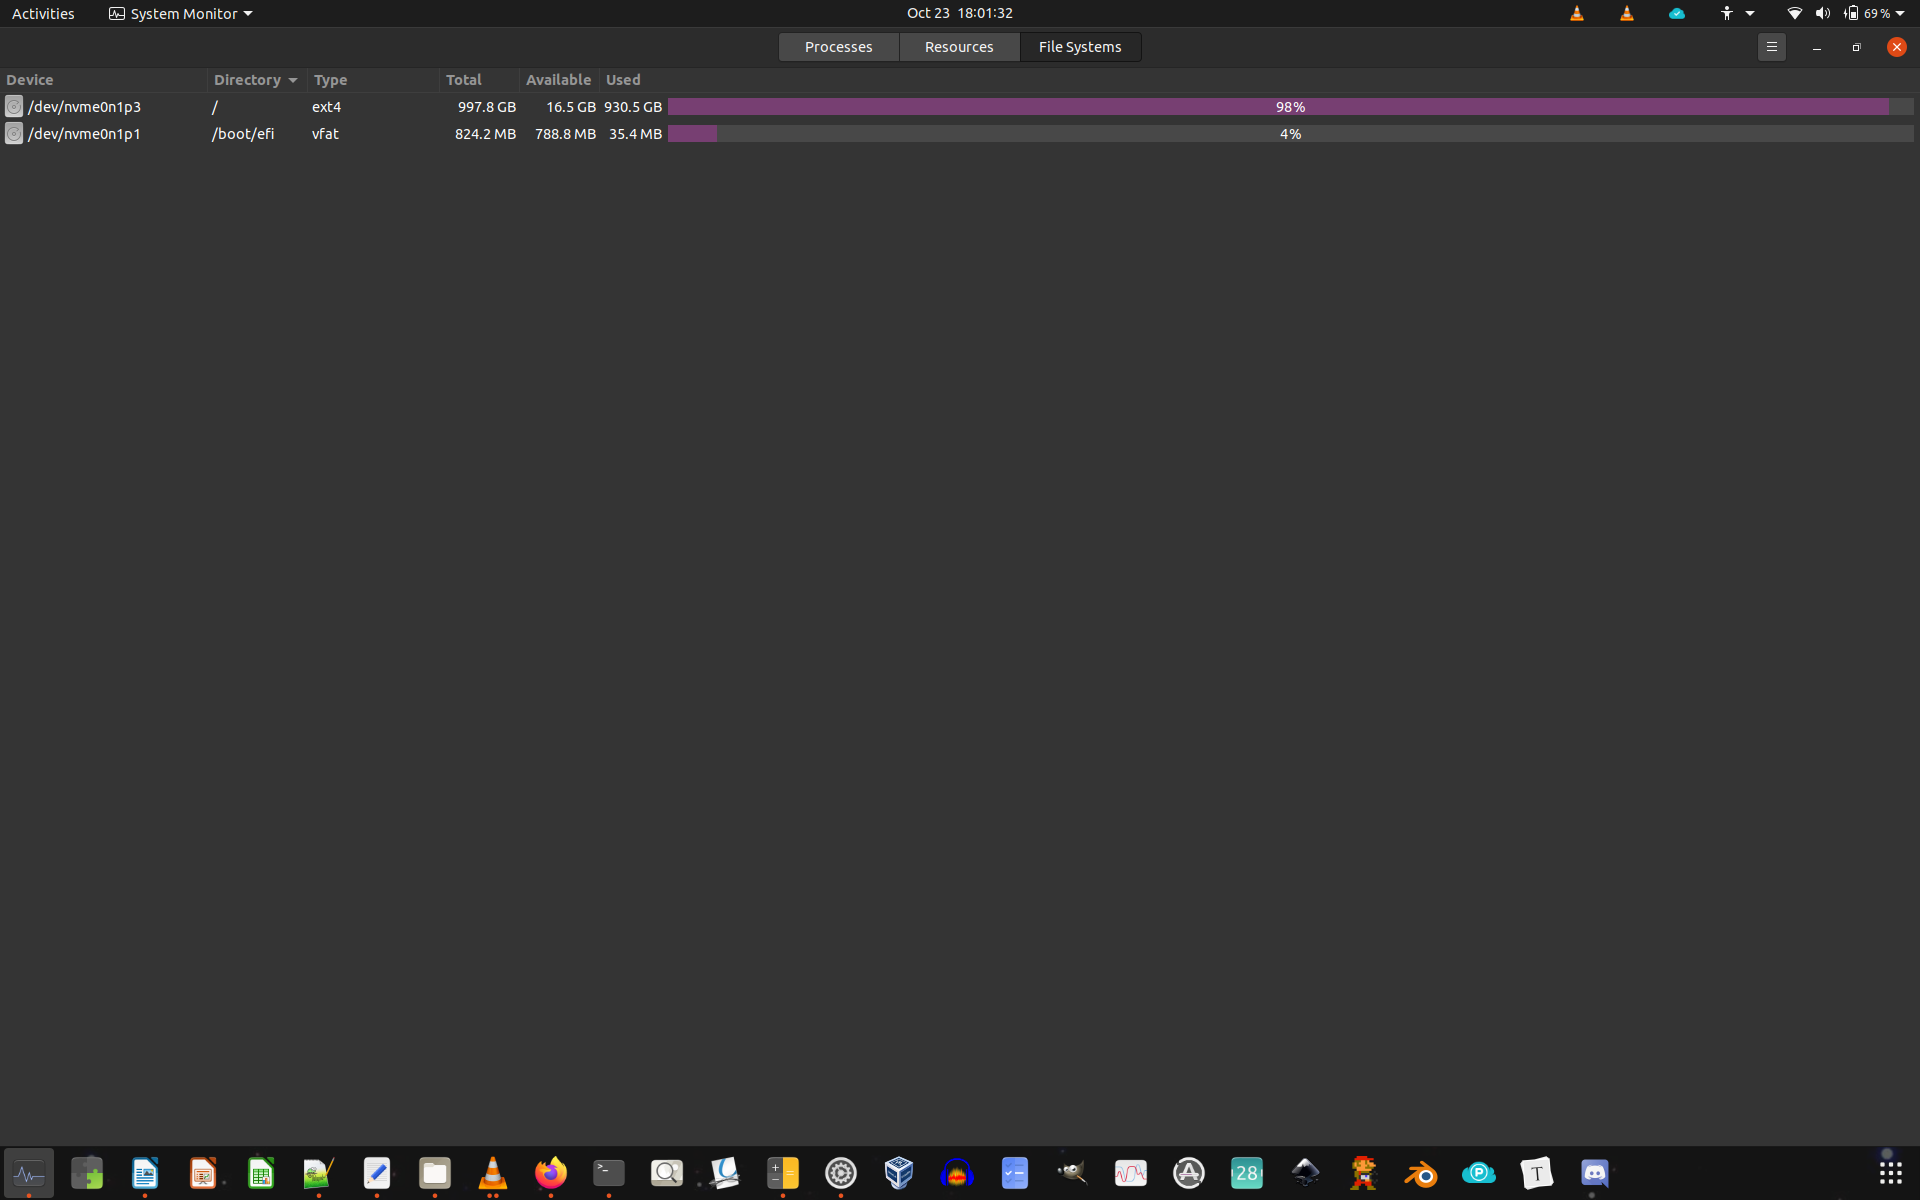 Activities System Monitor Oct 23 18:01:32 69 %
Processes Resources File Systems
Device Directory Type Total Available Used
/dev/nvme0n1p3 / ext4 997.8 GB 16.5 GB 930.5 GB 98%
/dev/nvme0n1p1 /boot/efi vfat 824.2 MB 788.8 MB 35.4 MB 4%
28 T